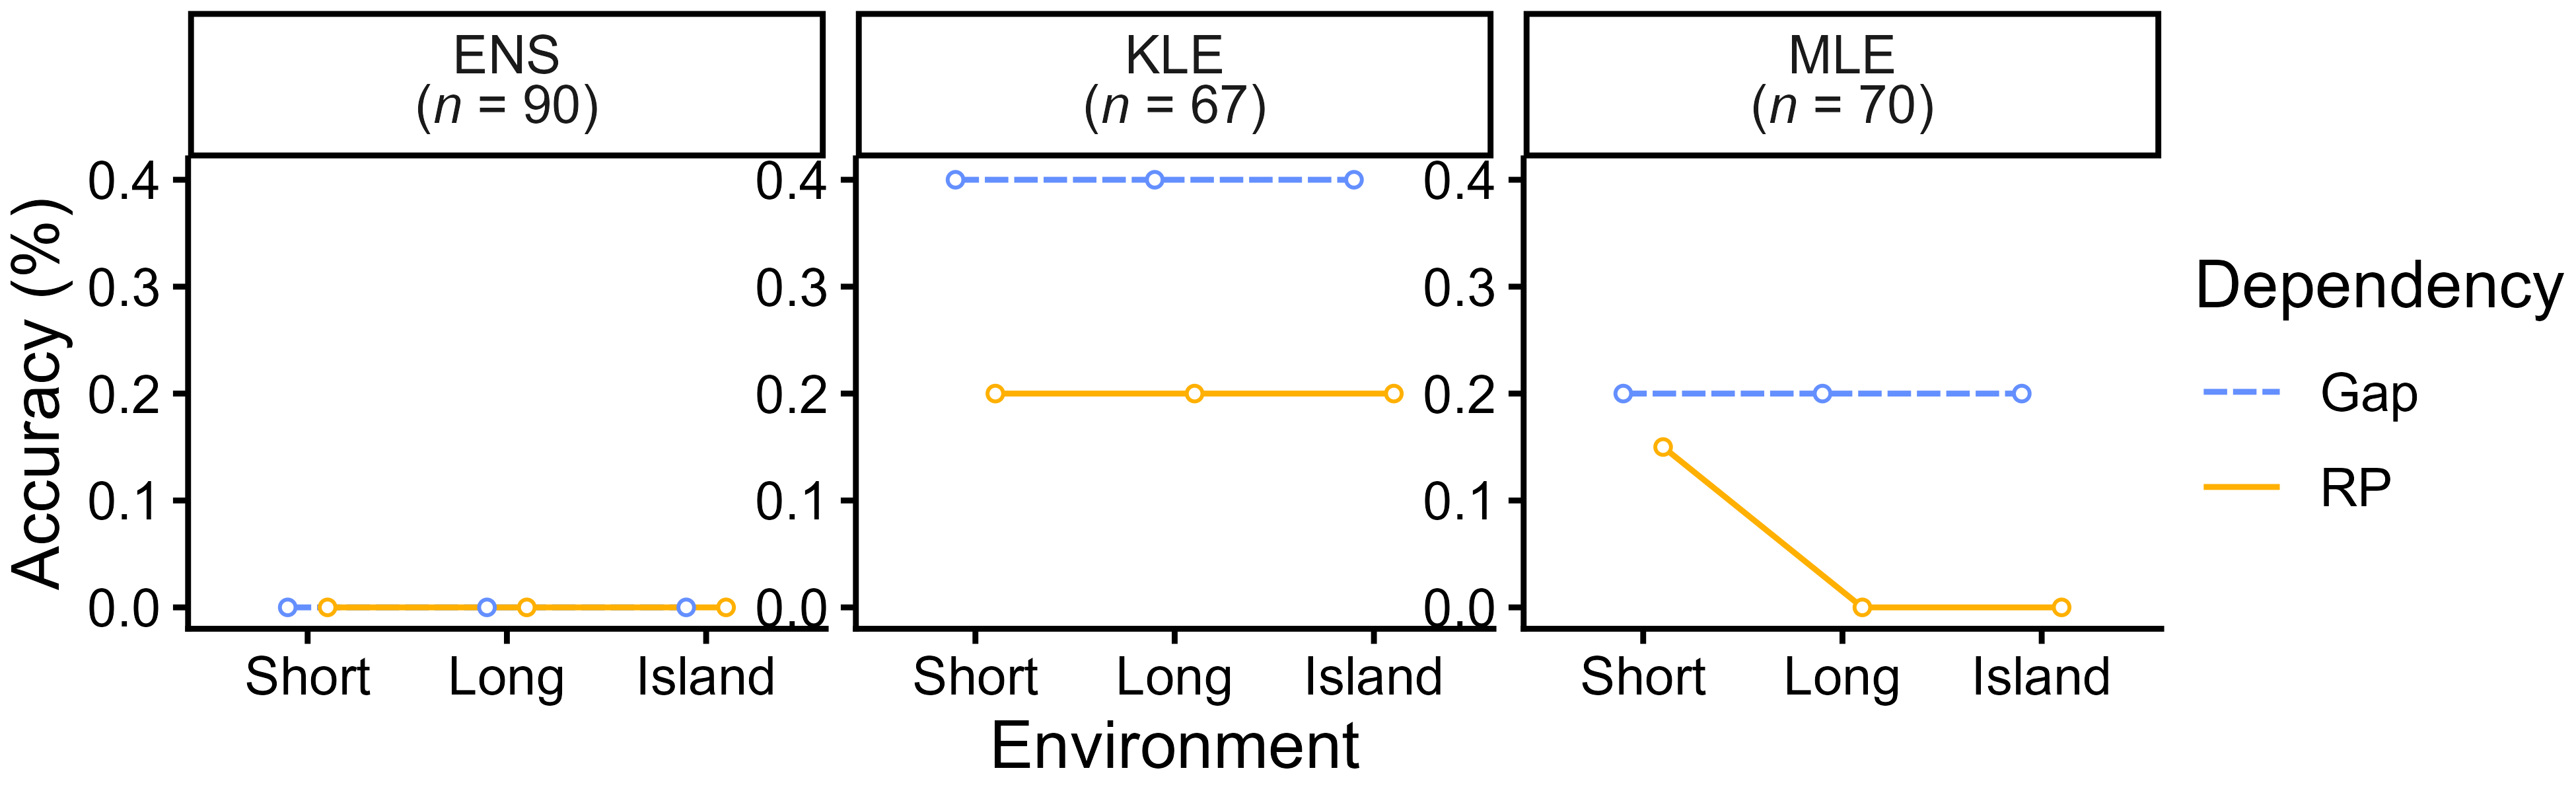 ENS
(n = 90)
KLE
(n = 67)
MLE
(n = 70)
Accuracy (%)
0.4
0.3
0.2
0.1
0.0
0.4
0.3
0.2
0.1
0.0
0.4
0.3
0.2
0.1
0.0
Short Long Island
Short Long Island
Short Long Island
Environment
Dependency
Gap
RP